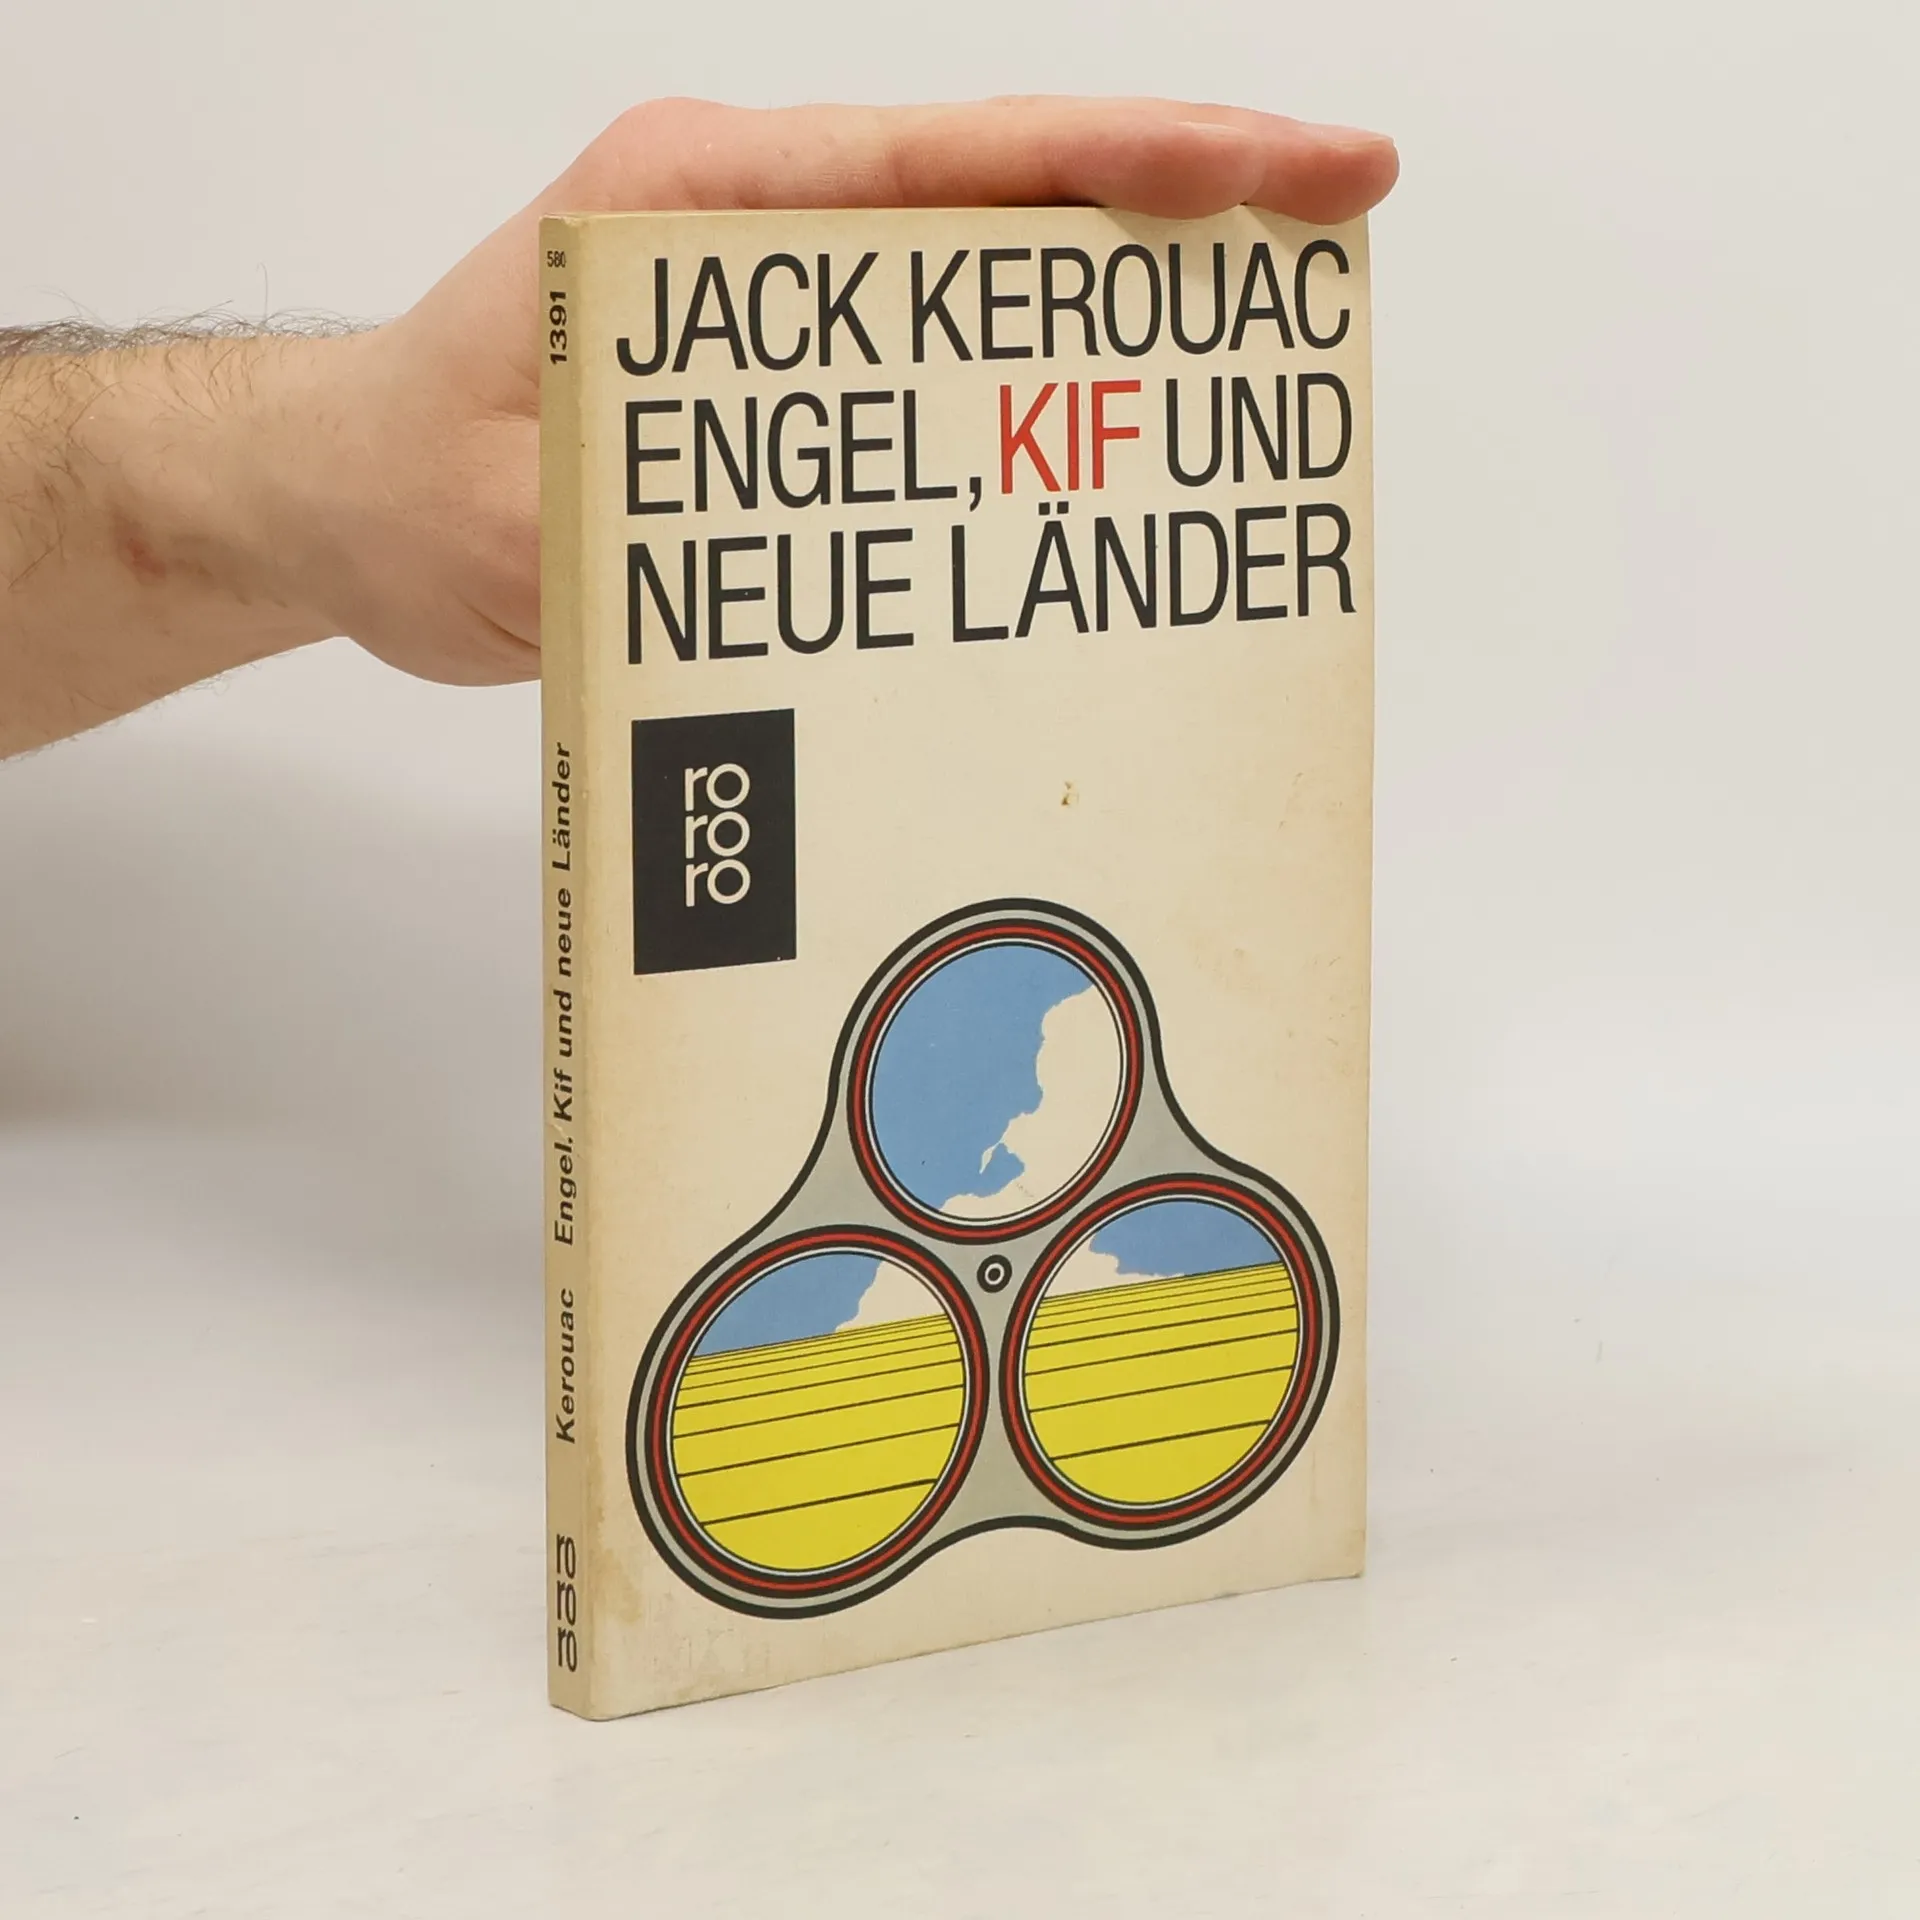 JACK KEROUAC
ENGEL, KIF UND
NEUE LÄNDER
ro
ro
ro
580
1391
Kerouac Engel, Kif und neue Länder
ro
ro
ro